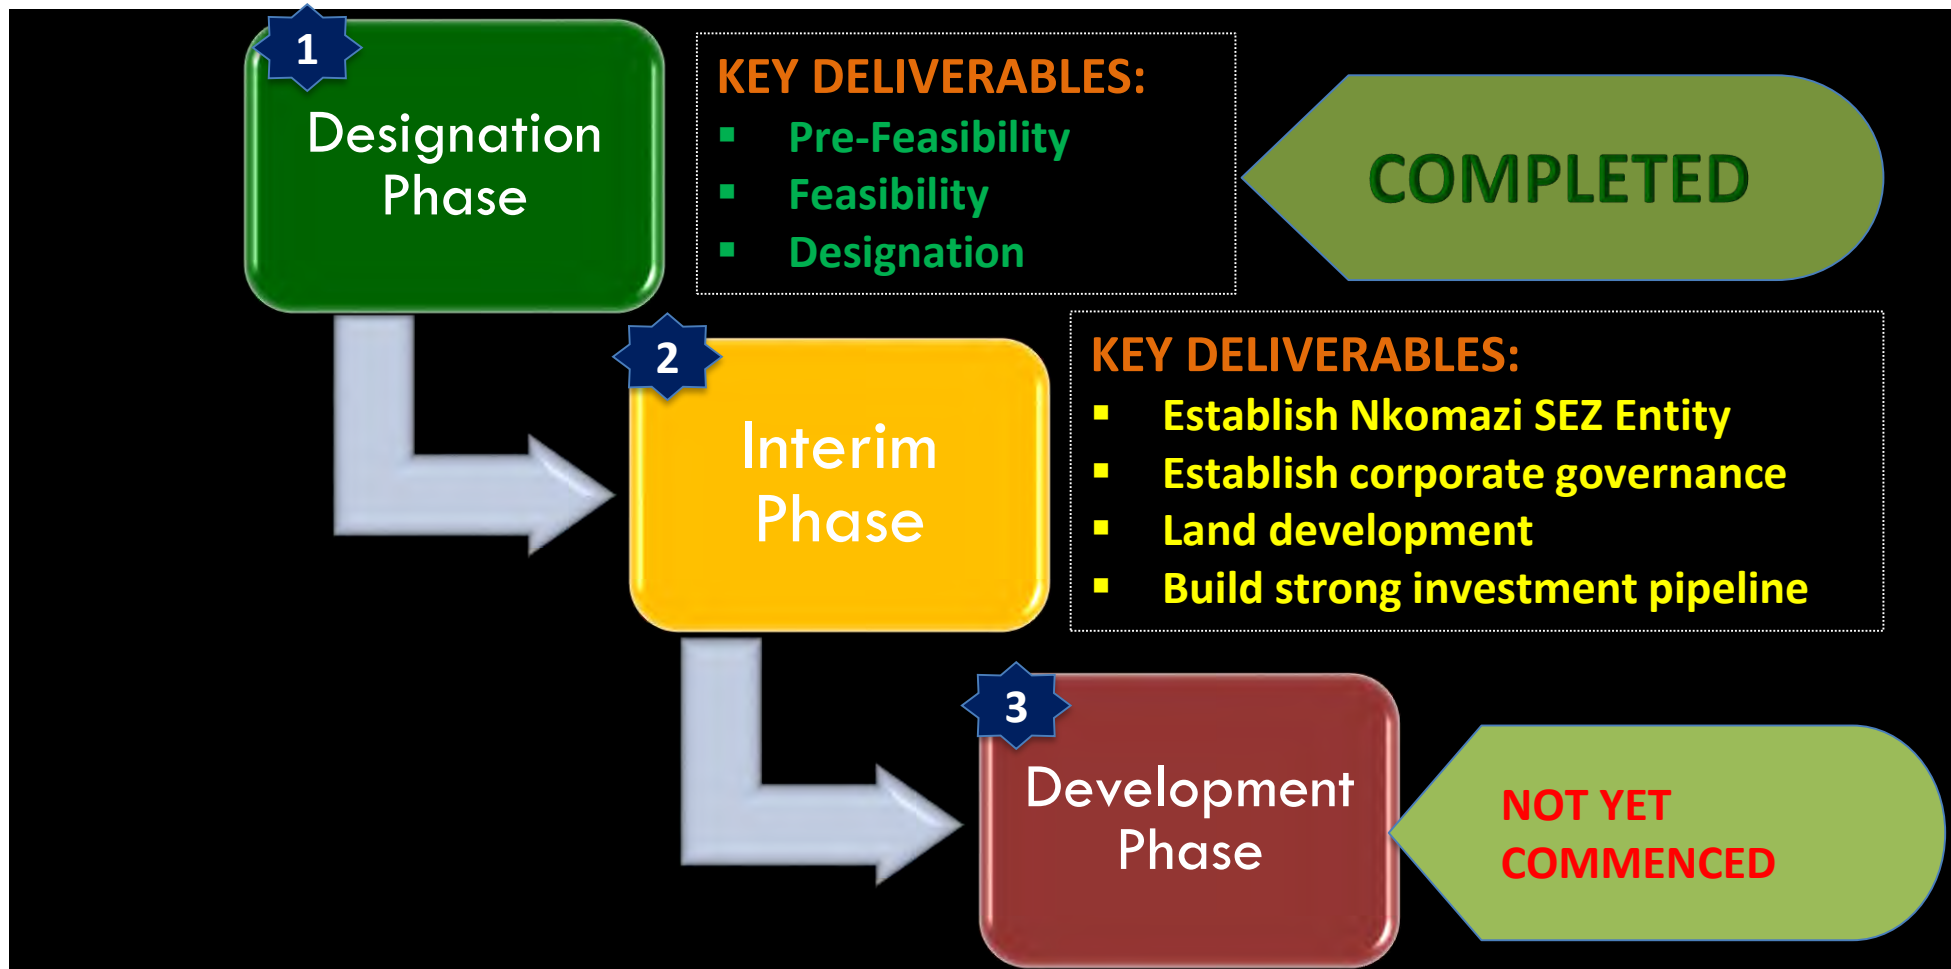 1
Designation
Phase
KEY DELIVERABLES:
▪ Pre-Feasibility
▪ Feasibility
▪ Designation
COMPLETED
2
Interim
Phase
KEY DELIVERABLES:
▪ Establish Nkomazi SEZ Entity
▪ Establish corporate governance
▪ Land development
▪ Build strong investment pipeline
3
Development
Phase
NOT YET
COMMENCED